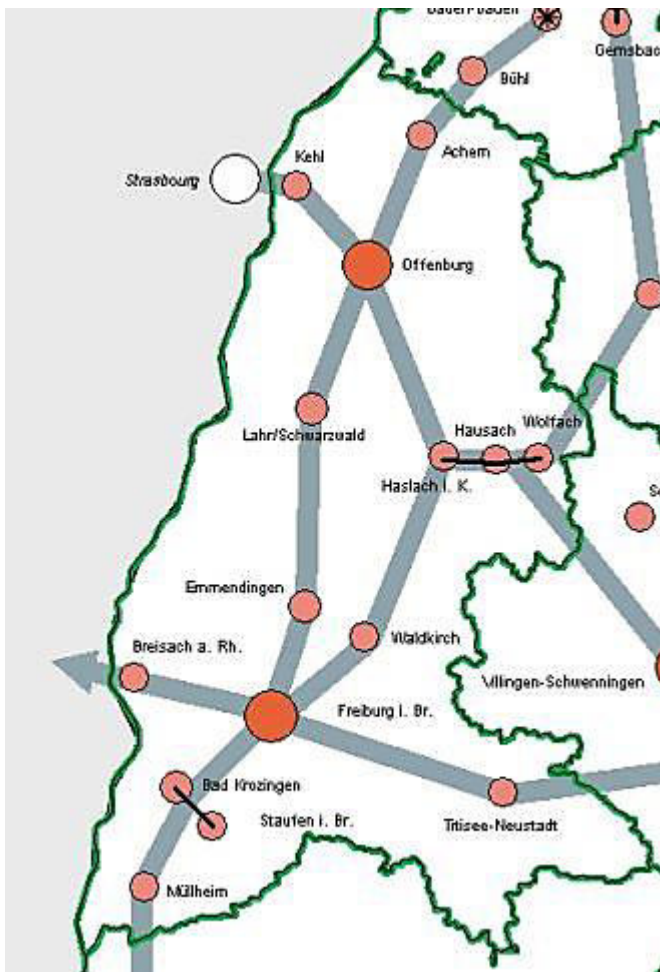 Bühl
Achern
Kehl
Strasbourg
Offenburg
Lahr/Schwarzwald
Hausach
Wolfach
Haslach i. K.
Emmendingen
Waldkirch
Breisach a. Rh.
Villingen-Schwenningen
Freiburg i. Br.
Bad Krozingen
Staufen i. Br.
Titisee-Neustadt
Müllheim